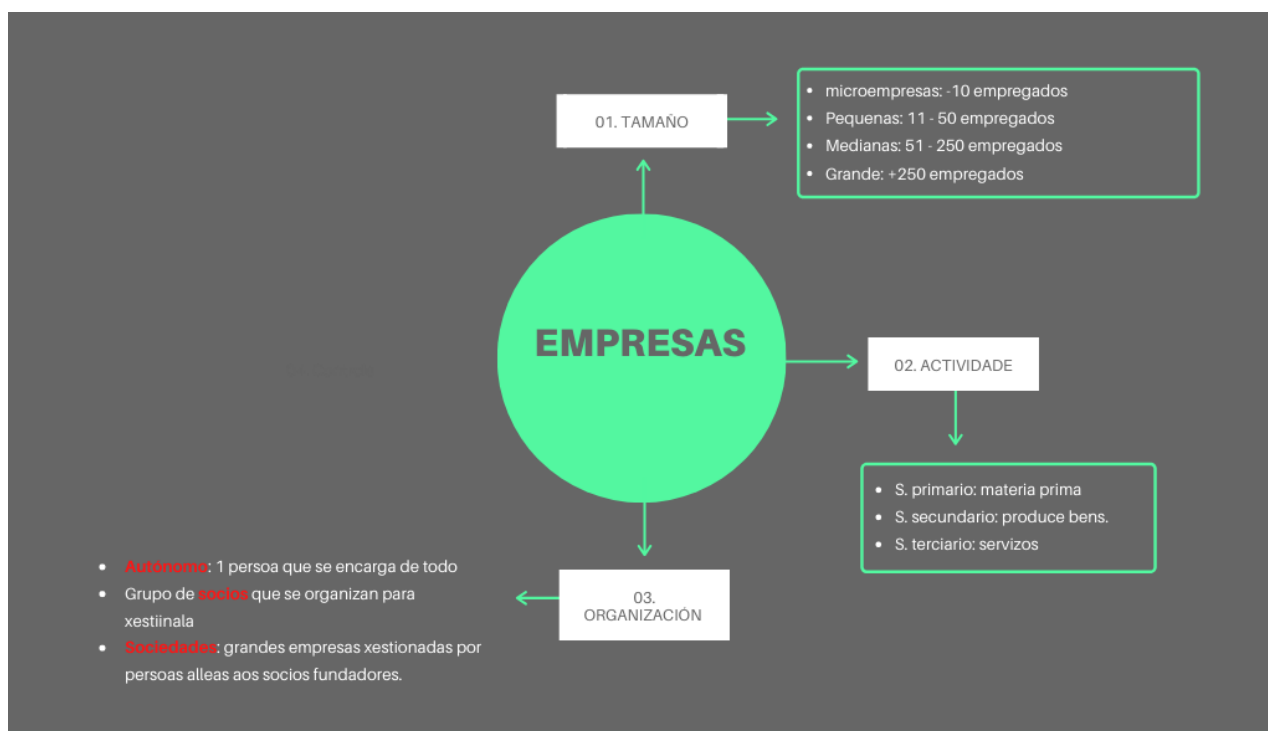 01. TAMAÑO
microempresas: -10 empregados
Pequenas: 11 - 50 empregados
Medianas: 51 - 250 empregados
Grande: +250 empregados
EMPRESAS
02. ACTIVIDADE
S. primario: materia prima
S. secundario: produce bens.
S. terciario: servizos
03.
ORGANIZACIÓN
Autónomo: 1 persoa que se encarga de todo
Grupo de socios que se organizan para
xestiinala
Sociedades: grandes empresas xestionadas por
persoas alleas aos socios fundadores.